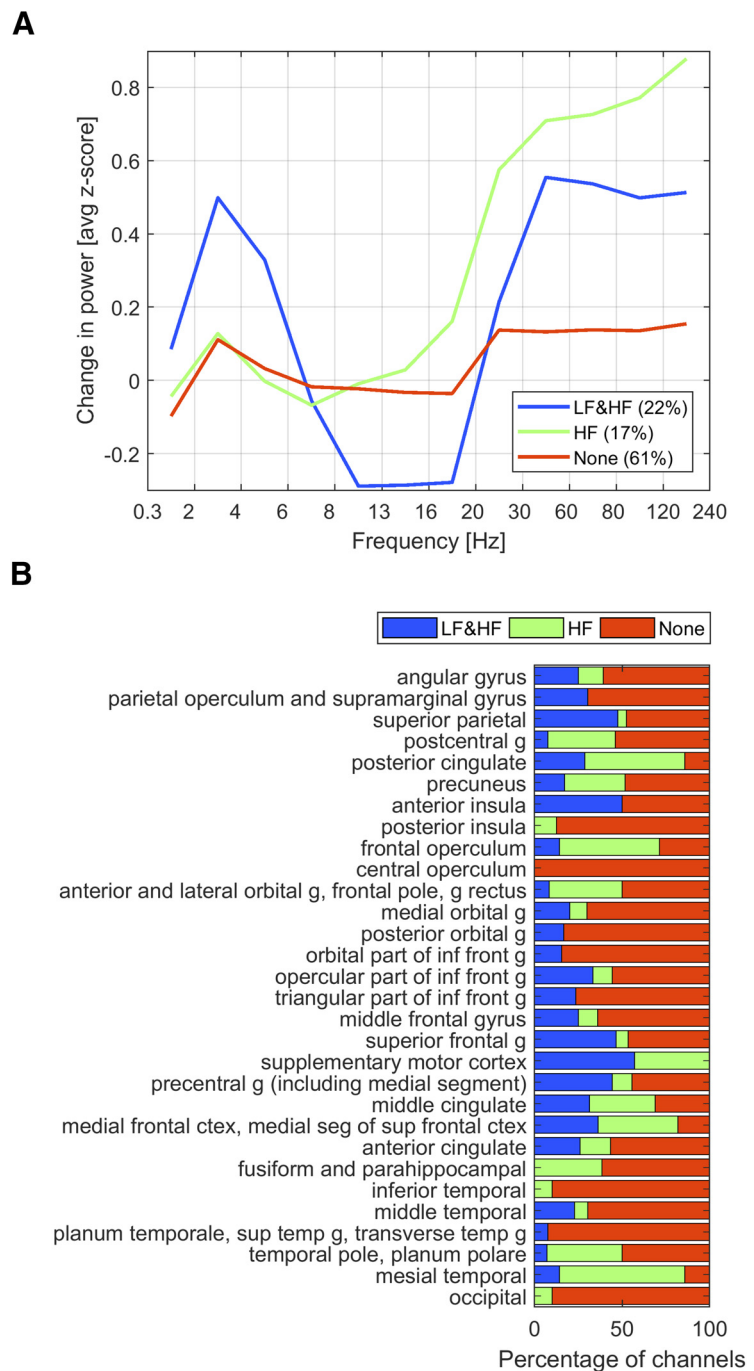 A
Change in power [avg z-score]
0.8
0.6
0.4
0.2
0
-0.2
LF&HF (22%)
HF (17%)
None (61%)
0.3 2 4 6 8 13 16 20 30 60 80 120 240
Frequency [Hz]
B
LF&HF HF None
angular gyrus
parietal operculum and supramarginal gyrus
superior parietal
postcentral g
posterior cingulate
precuneus
anterior insula
posterior insula
frontal operculum
central operculum
anterior and lateral orbital g, frontal pole, g rectus
medial orbital g
posterior orbital g
orbital part of inf front g
opercular part of inf front g
triangular part of inf front g
middle frontal gyrus
superior frontal g
supplementary motor cortex
precentral g (including medial segment)
middle cingulate
medial frontal ctex, medial seg of sup frontal ctex
anterior cingulate
fusiform and parahippocampal
inferior temporal
middle temporal
planum temporale, sup temp g, transverse temp g
temporal pole, planum polare
mesial temporal
occipital
0 50 100
Percentage of channels